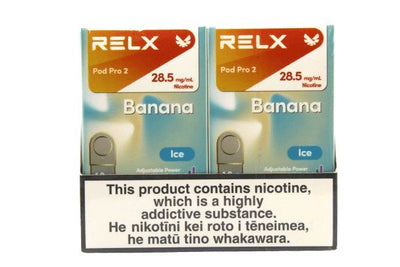 RELX
Pod Pro 2
28.5 mg/mL
Nicotine
Banana
Ice
Adjustable Power
RELX
Pod Pro 2
28.5 mg/mL
Nicotine
Banana
Ice
Adjustable Power
This product contains nicotine,
which is a highly
addictive substance.
He nikotīni kei roto i tēneimea,
he matū tino whakawara.